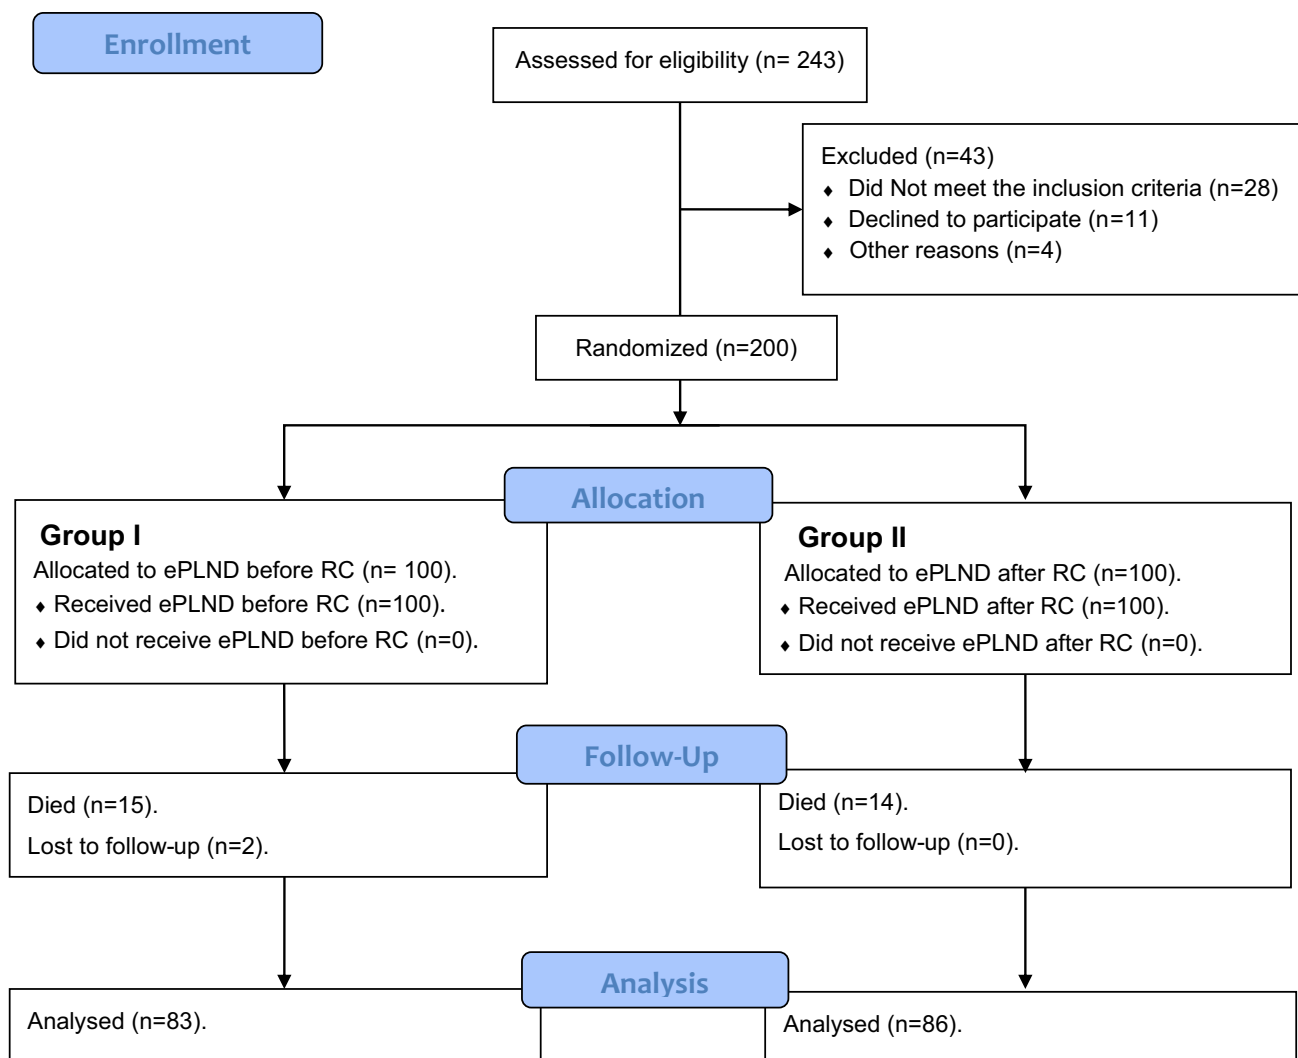 Enrollment
Assessed for eligibility (n= 243)
Excluded (n=43)
♦ Did Not meet the inclusion criteria (n=28)
♦ Declined to participate (n=11)
♦ Other reasons (n=4)
Randomized (n=200)
Allocation
Group I
Allocated to ePLND before RC (n= 100).
♦ Received ePLND before RC (n=100).
♦ Did not receive ePLND before RC (n=0).
Group II
Allocated to ePLND after RC (n=100).
♦ Received ePLND after RC (n=100).
♦ Did not receive ePLND after RC (n=0).
Follow-Up
Died (n=15).
Lost to follow-up (n=2).
Died (n=14).
Lost to follow-up (n=0).
Analysis
Analysed (n=83).
Analysed (n=86).